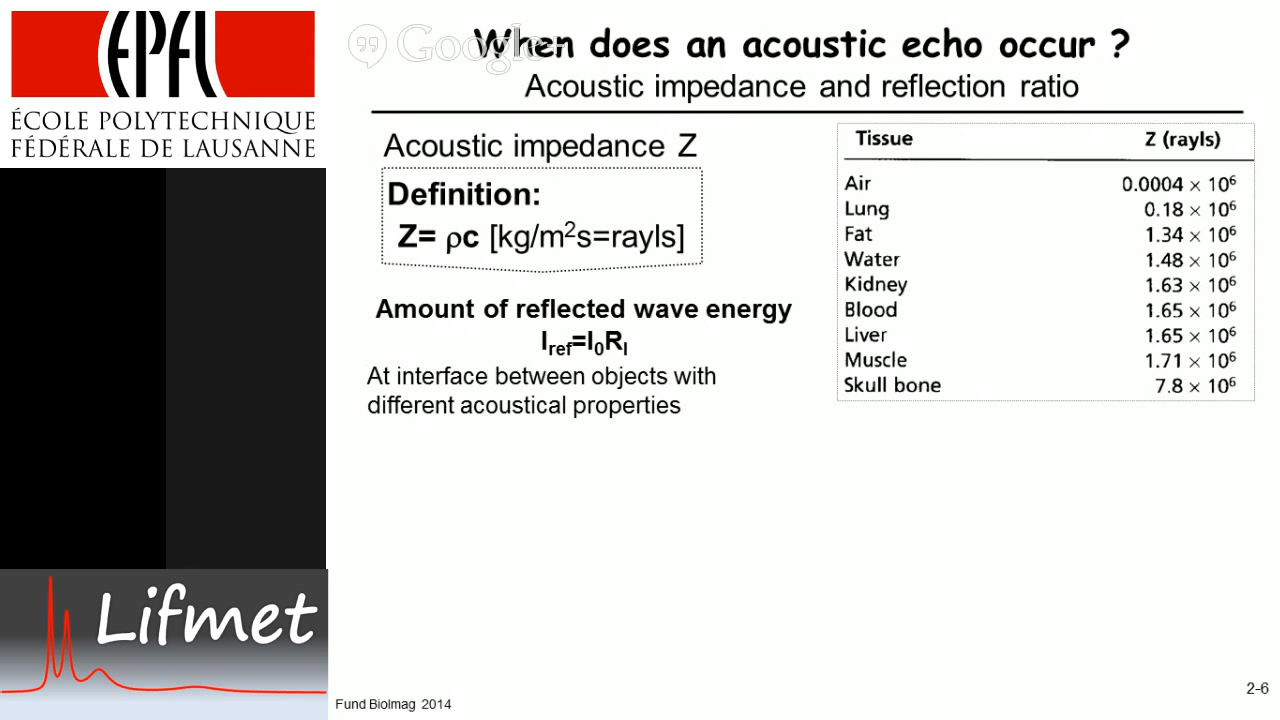 EPFL
ÉCOLE POLYTECHNIQUE
FÉDÉRALE DE LAUSANNE
Google+
When does an acoustic echo occur ?
Acoustic impedance and reflection ratio
Acoustic impedance Z
Definition:
Z= ρc [kg/m²s=rayls]
Amount of reflected wave energy
I_ref=I₀R_I
At interface between objects with
different acoustical properties
Tissue Z (rayls)
Air 0.0004 × 10⁶
Lung 0.18 × 10⁶
Fat 1.34 × 10⁶
Water 1.48 × 10⁶
Kidney 1.63 × 10⁶
Blood 1.65 × 10⁶
Liver 1.65 × 10⁶
Muscle 1.71 × 10⁶
Skull bone 7.8 × 10⁶
Lifmet
Fund BioImag 2014
2-6